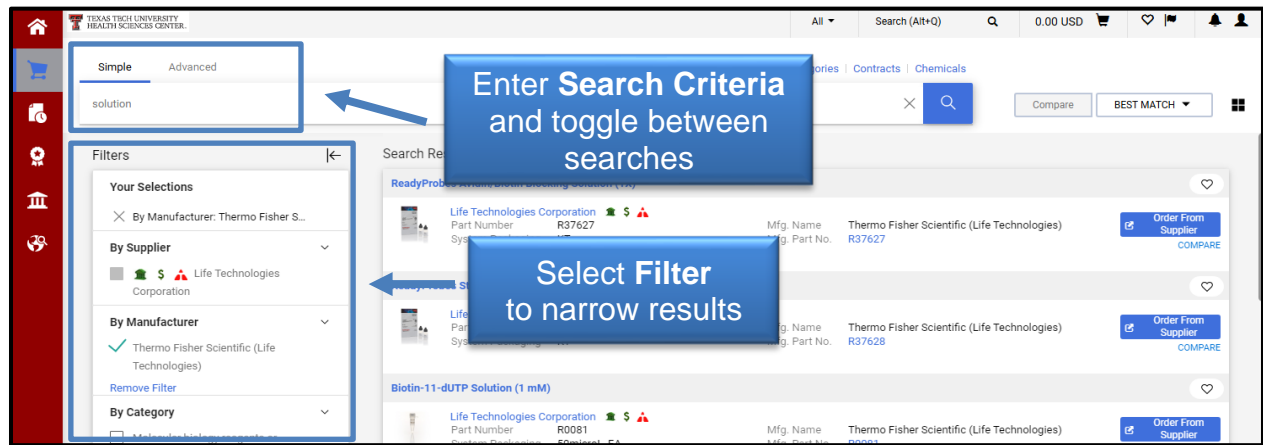 TEXAS TECH UNIVERSITY
HEALTH SCIENCES CENTER.
All Search (Alt+Q) 0.00 USD
Simple Advanced
Contracts | Chemicals
solution
Compare BEST MATCH
Enter Search Criteria
and toggle between
searches
Filters
Search
Your Selections
By Manufacturer: Thermo Fisher S...
By Supplier
$ Life Technologies
Corporation
By Manufacturer
Thermo Fisher Scientific (Life
Technologies)
Remove Filter
By Category
Life Technologies Corporation $
Part Number R37627
Mfg. Name Thermo Fisher Scientific (Life Technologies)
Mfg. Part No. R37627
Order From
Supplier
COMPARE
Select Filter
to narrow results
Mfg. Name Thermo Fisher Scientific (Life Technologies)
Mfg. Part No. R37628
Order From
Supplier
COMPARE
Biotin-11-dUTP Solution (1 mM)
Life Technologies Corporation $
Part Number R0081
Mfg. Name Thermo Fisher Scientific (Life Technologies)
Order From
Supplier